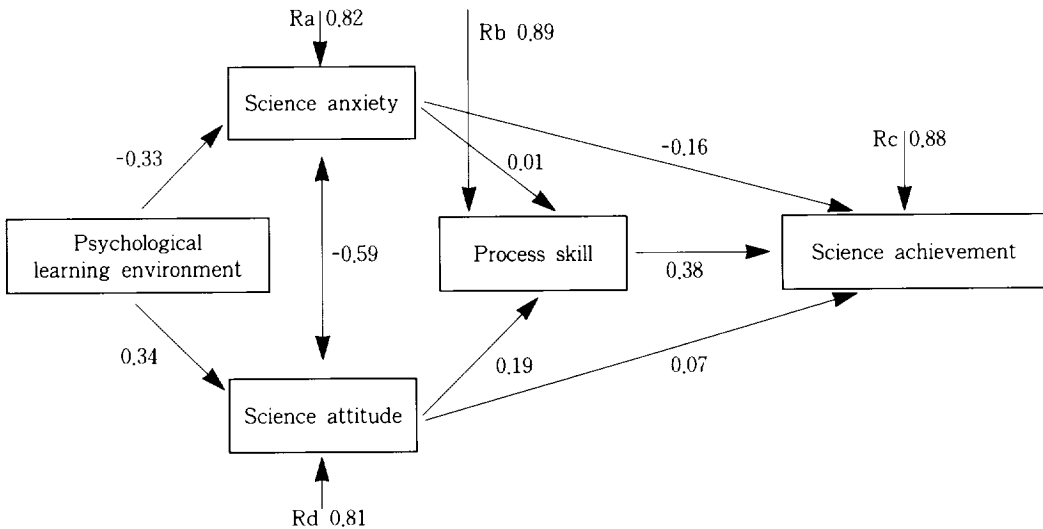 Ra 0.82
Rb 0.89
Science anxiety
-0.33
0.01
-0.16
Rc 0.88
Psychological
learning environment
-0.59
Process skill
0.38
Science achievement
0.34
0.19
0.07
Science attitude
Rd 0.81